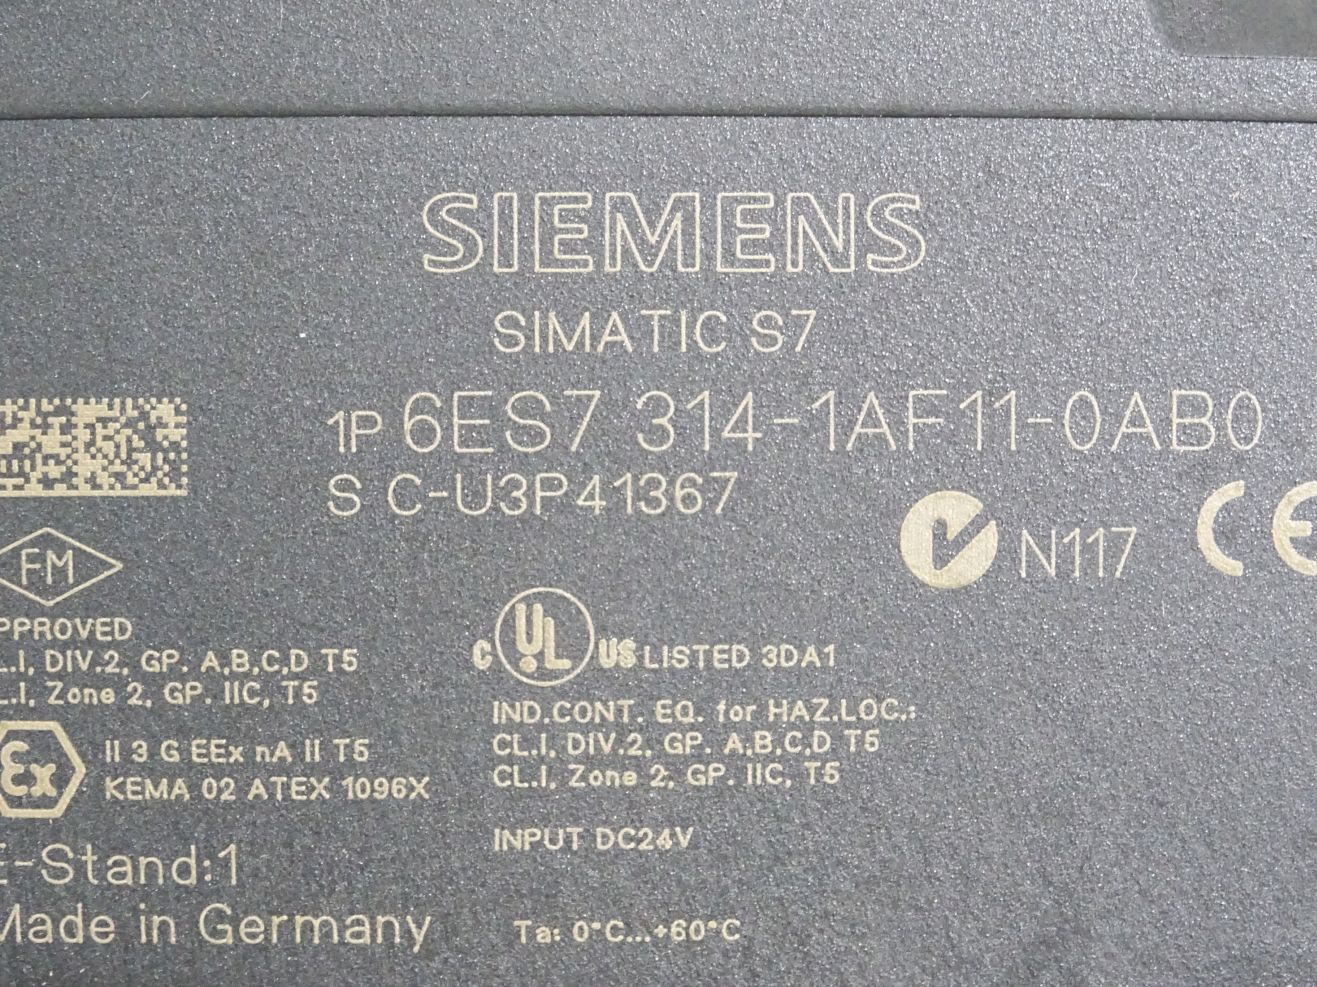 SIEMENS
SIMATIC S7
1P 6ES7 314-1AF11-0AB0
S C-U3P41367
N117
CE
FM
PPROVED
L.I, DIV.2, GP. A,B,C,D T5
L.I, Zone 2, GP. IIC, T5
C UL US LISTED 3DA1
IND.CONT. EQ. for HAZ.LOC.:
CL.I, DIV.2, GP. A,B,C,D T5
CL.I, Zone 2, GP. IIC, T5
Ex
II 3 G EEx nA II T5
KEMA 02 ATEX 1096X
INPUT DC24V
E-Stand:1
Made in Germany
Ta: 0°C...+60°C